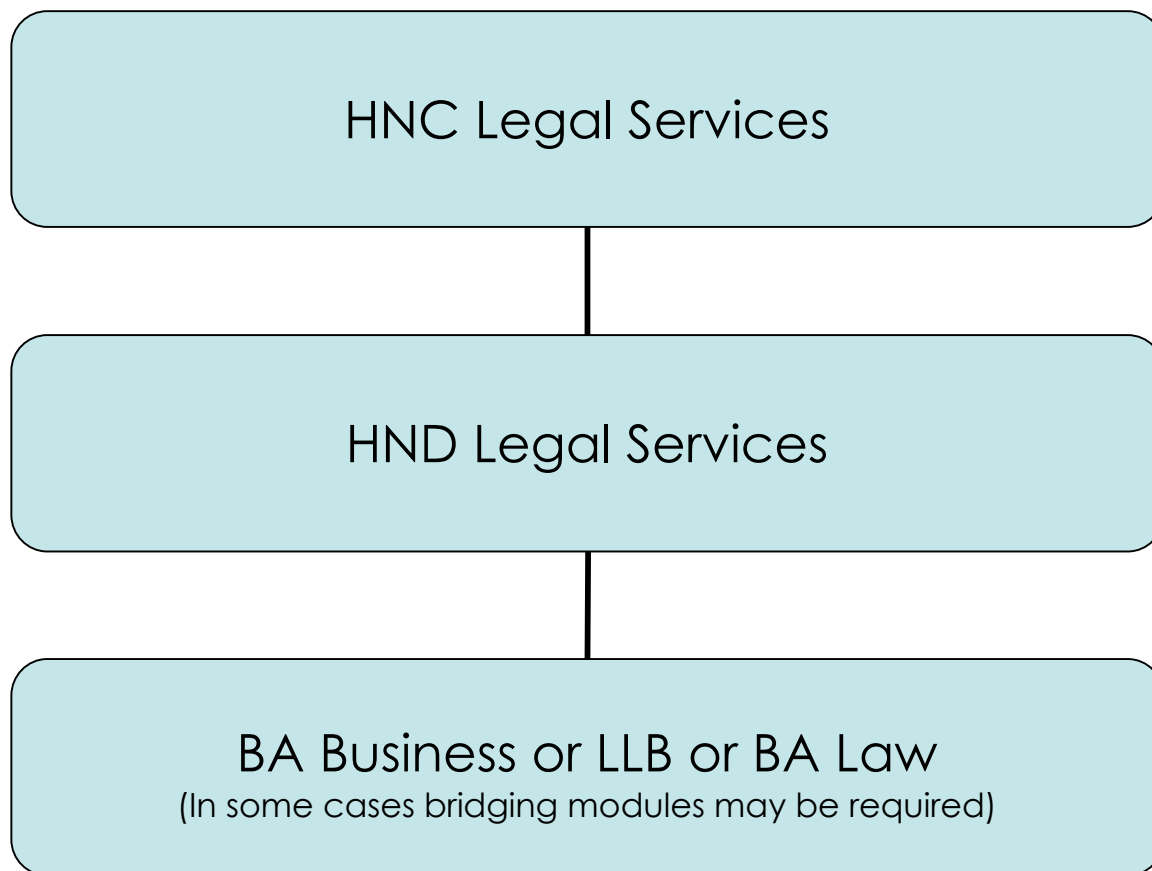 HNC Legal Services
HND Legal Services
BA Business or LLB or BA Law
(In some cases bridging modules may be required)